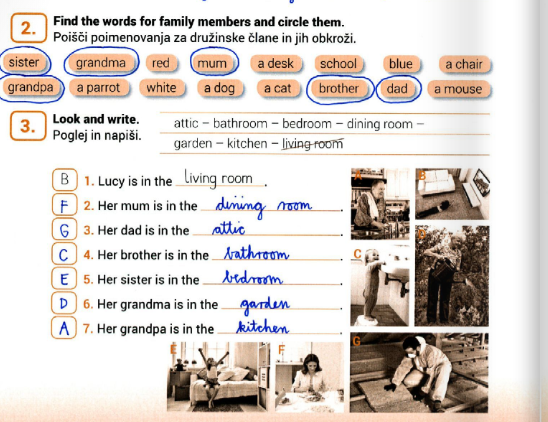 2. Find the words for family members and circle them.
Poišči poimenovanja za družinske člane in jih obkroži.
sister grandma red mum a desk school blue a chair
grandpa a parrot white a dog a cat brother dad a mouse
3. Look and write.
Poglej in napiši.
attic – bathroom – bedroom – dining room –
garden – kitchen – living room
B 1. Lucy is in the living room.
F 2. Her mum is in the dining room.
G 3. Her dad is in the attic.
C 4. Her brother is in the bathroom.
E 5. Her sister is in the bedroom.
D 6. Her grandma is in the garden.
A 7. Her grandpa is in the kitchen.
A B
C D
E F G